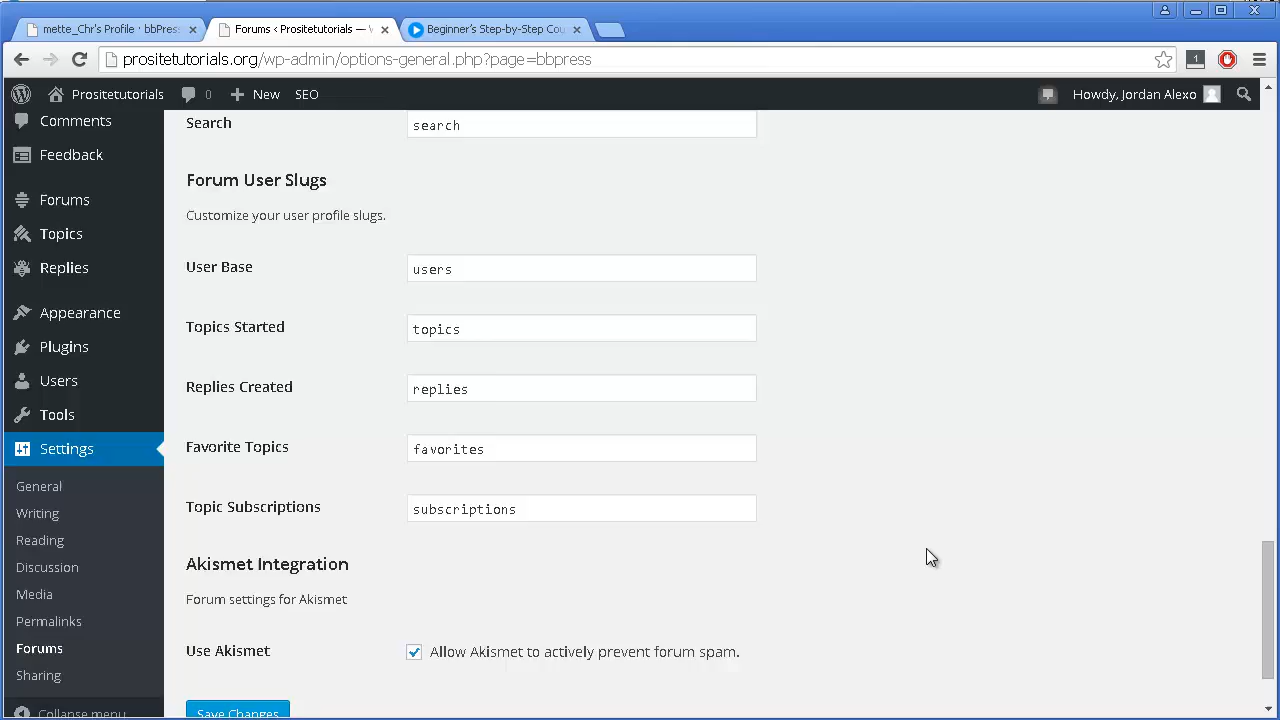 mette_Chr's Profile · bbPres
Forums ‹ Prositetutorials — V
Beginner's Step-by-Step Cou
prositetutorials.org/wp-admin/options-general.php?page=bbpress
1
Prositetutorials
0
New
SEO
Howdy, Jordan Alexo
Comments
Feedback
Forums
Topics
Replies
Appearance
Plugins
Users
Tools
Settings
General
Writing
Reading
Discussion
Media
Permalinks
Forums
Sharing
Collapse menu
Search
search
Forum User Slugs
Customize your user profile slugs.
User Base
users
Topics Started
topics
Replies Created
replies
Favorite Topics
favorites
Topic Subscriptions
subscriptions
Akismet Integration
Forum settings for Akismet
Use Akismet
Allow Akismet to actively prevent forum spam.
Save Changes